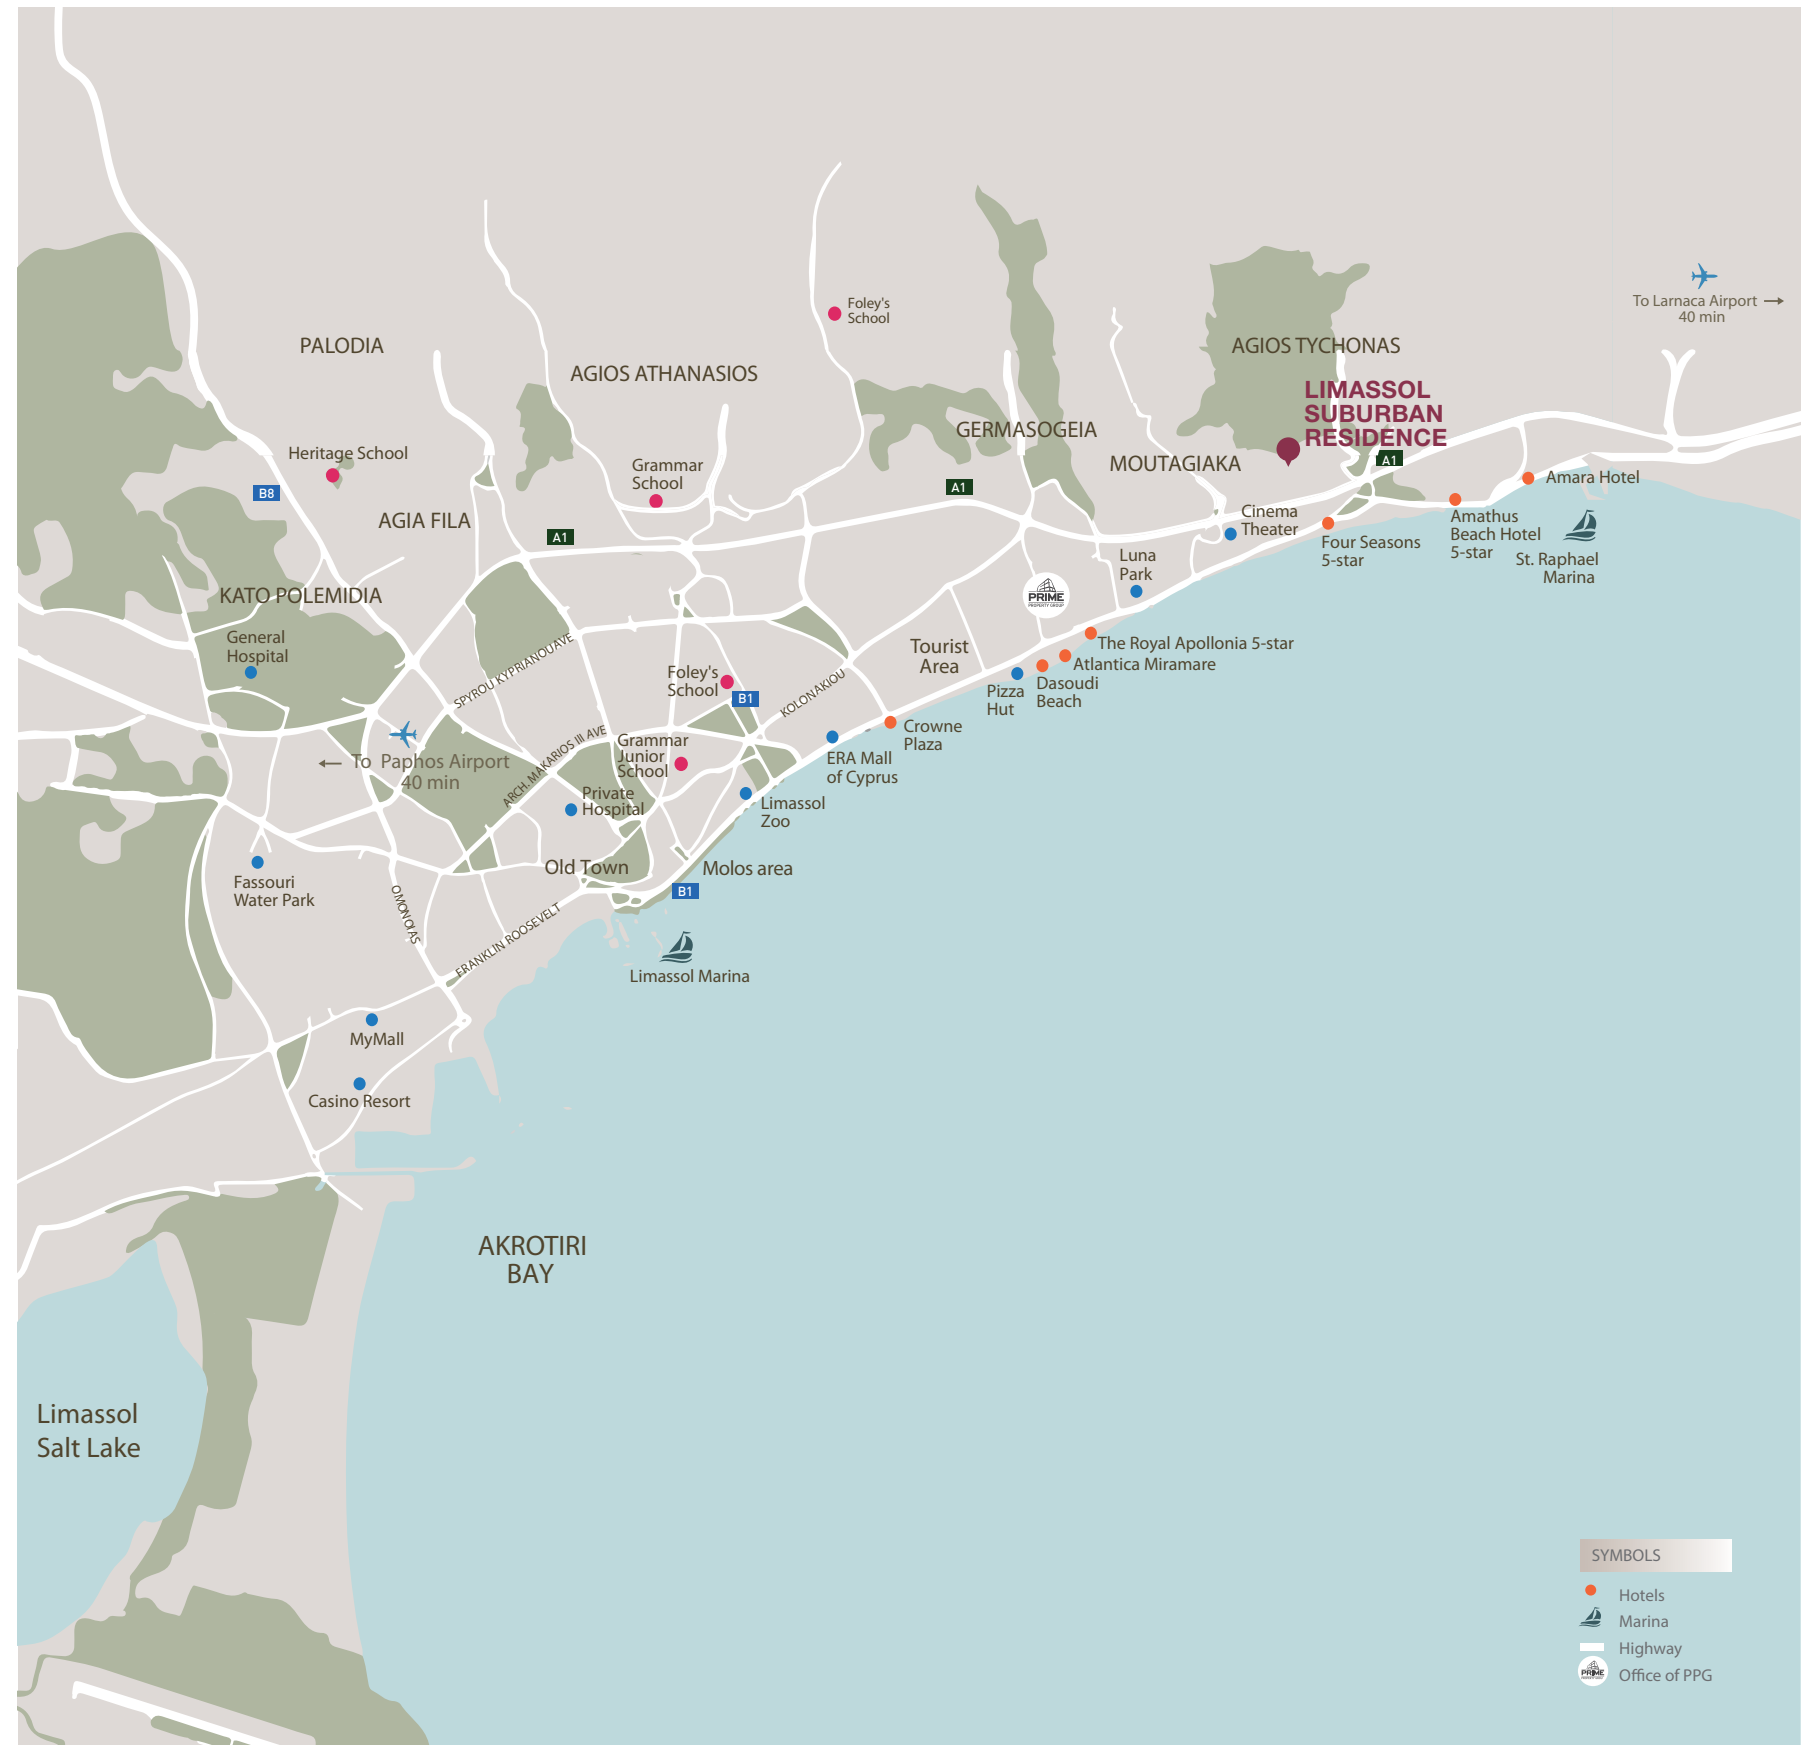 To Larnaca Airport
40 min
Foley's
School
PALODIA
AGIOS TYCHONAS
AGIOS ATHANASIOS
LIMASSOL
SUBURBAN
RESIDENCE
GERMASOGEIA
MOUTAGIAKA
A1
Heritage School
Grammar
School
Amara Hotel
B8
A1
AGIA FILA
Cinema
Theater
Amathus
Beach Hotel
5-star
A1
Four Seasons
5-star
St. Raphael
Marina
Luna
Park
KATO POLEMIDIA
PRIME
PROPERTY GROUP
General
Hospital
SPYROU KYPRIANOUAVE
Tourist
Area
The Royal Apollonia 5-star
Atlantica Miramare
Foley's
School
B1
KOLONAKIOU
Pizza
Hut
Dasoudi
Beach
Crowne
Plaza
ARCH. MAKARIOS III AVE
Grammar
Junior
School
To Paphos Airport
40 min
ERA Mall
of Cyprus
Private
Hospital
Limassol
Zoo
Old Town
Molos area
B1
Fassouri
Water Park
OMONOIAS
FRANKLIN ROOSEVELT
Limassol Marina
MyMall
Casino Resort
AKROTIRI
BAY
Limassol
Salt Lake
SYMBOLS
Hotels
Marina
Highway
PRIME
Office of PPG